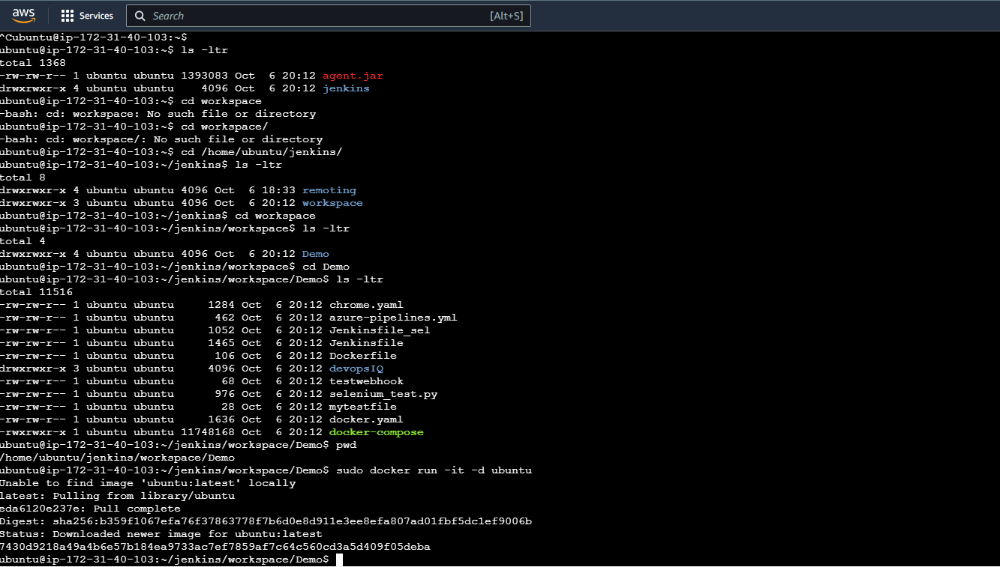 aws Services Search [Alt+S]
^Cubuntu@ip-172-31-40-103:~$
ubuntu@ip-172-31-40-103:~$ ls -ltr
total 1368
-rw-rw-r-- 1 ubuntu ubuntu 1393083 Oct  6 20:12 agent.jar
drwxrwxr-x 4 ubuntu ubuntu    4096 Oct  6 20:12 jenkins
ubuntu@ip-172-31-40-103:~$ cd workspace
-bash: cd: workspace: No such file or directory
ubuntu@ip-172-31-40-103:~$ cd workspace/
-bash: cd: workspace/: No such file or directory
ubuntu@ip-172-31-40-103:~$ cd /home/ubuntu/jenkins/
ubuntu@ip-172-31-40-103:~/jenkins$ ls -ltr
total 8
drwxrwxr-x 4 ubuntu ubuntu 4096 Oct  6 18:33 remoting
drwxrwxr-x 3 ubuntu ubuntu 4096 Oct  6 20:12 workspace
ubuntu@ip-172-31-40-103:~/jenkins$ cd workspace
ubuntu@ip-172-31-40-103:~/jenkins/workspace$ ls -ltr
total 4
drwxrwxr-x 4 ubuntu ubuntu 4096 Oct  6 20:12 Demo
ubuntu@ip-172-31-40-103:~/jenkins/workspace$ cd Demo
ubuntu@ip-172-31-40-103:~/jenkins/workspace/Demo$ ls -ltr
total 11516
-rw-rw-r-- 1 ubuntu ubuntu     1284 Oct  6 20:12 chrome.yaml
-rw-rw-r-- 1 ubuntu ubuntu      462 Oct  6 20:12 azure-pipelines.yml
-rw-rw-r-- 1 ubuntu ubuntu     1052 Oct  6 20:12 Jenkinsfile_sel
-rw-rw-r-- 1 ubuntu ubuntu     1465 Oct  6 20:12 Jenkinsfile
-rw-rw-r-- 1 ubuntu ubuntu      106 Oct  6 20:12 Dockerfile
drwxrwxr-x 3 ubuntu ubuntu     4096 Oct  6 20:12 devopsIQ
-rw-rw-r-- 1 ubuntu ubuntu       68 Oct  6 20:12 testwebhook
-rw-rw-r-- 1 ubuntu ubuntu      976 Oct  6 20:12 selenium_test.py
-rw-rw-r-- 1 ubuntu ubuntu       28 Oct  6 20:12 mytestfile
-rw-rw-r-- 1 ubuntu ubuntu     1636 Oct  6 20:12 docker.yaml
-rwxrwxr-x 1 ubuntu ubuntu 11748168 Oct  6 20:12 docker-compose
ubuntu@ip-172-31-40-103:~/jenkins/workspace/Demo$ pwd
/home/ubuntu/jenkins/workspace/Demo
ubuntu@ip-172-31-40-103:~/jenkins/workspace/Demo$ sudo docker run -it -d ubuntu
Unable to find image 'ubuntu:latest' locally
latest: Pulling from library/ubuntu
eda6120e237e: Pull complete
Digest: sha256:b359f1067efa76f37863778f7b6d0e8d911e3ee8efa807ad01fbf5dc1ef9006b
Status: Downloaded newer image for ubuntu:latest
7430d9218a49a4b6e57b184ea9733ac7ef7859af7c64c560cd3a5d409f05deba
ubuntu@ip-172-31-40-103:~/jenkins/workspace/Demo$